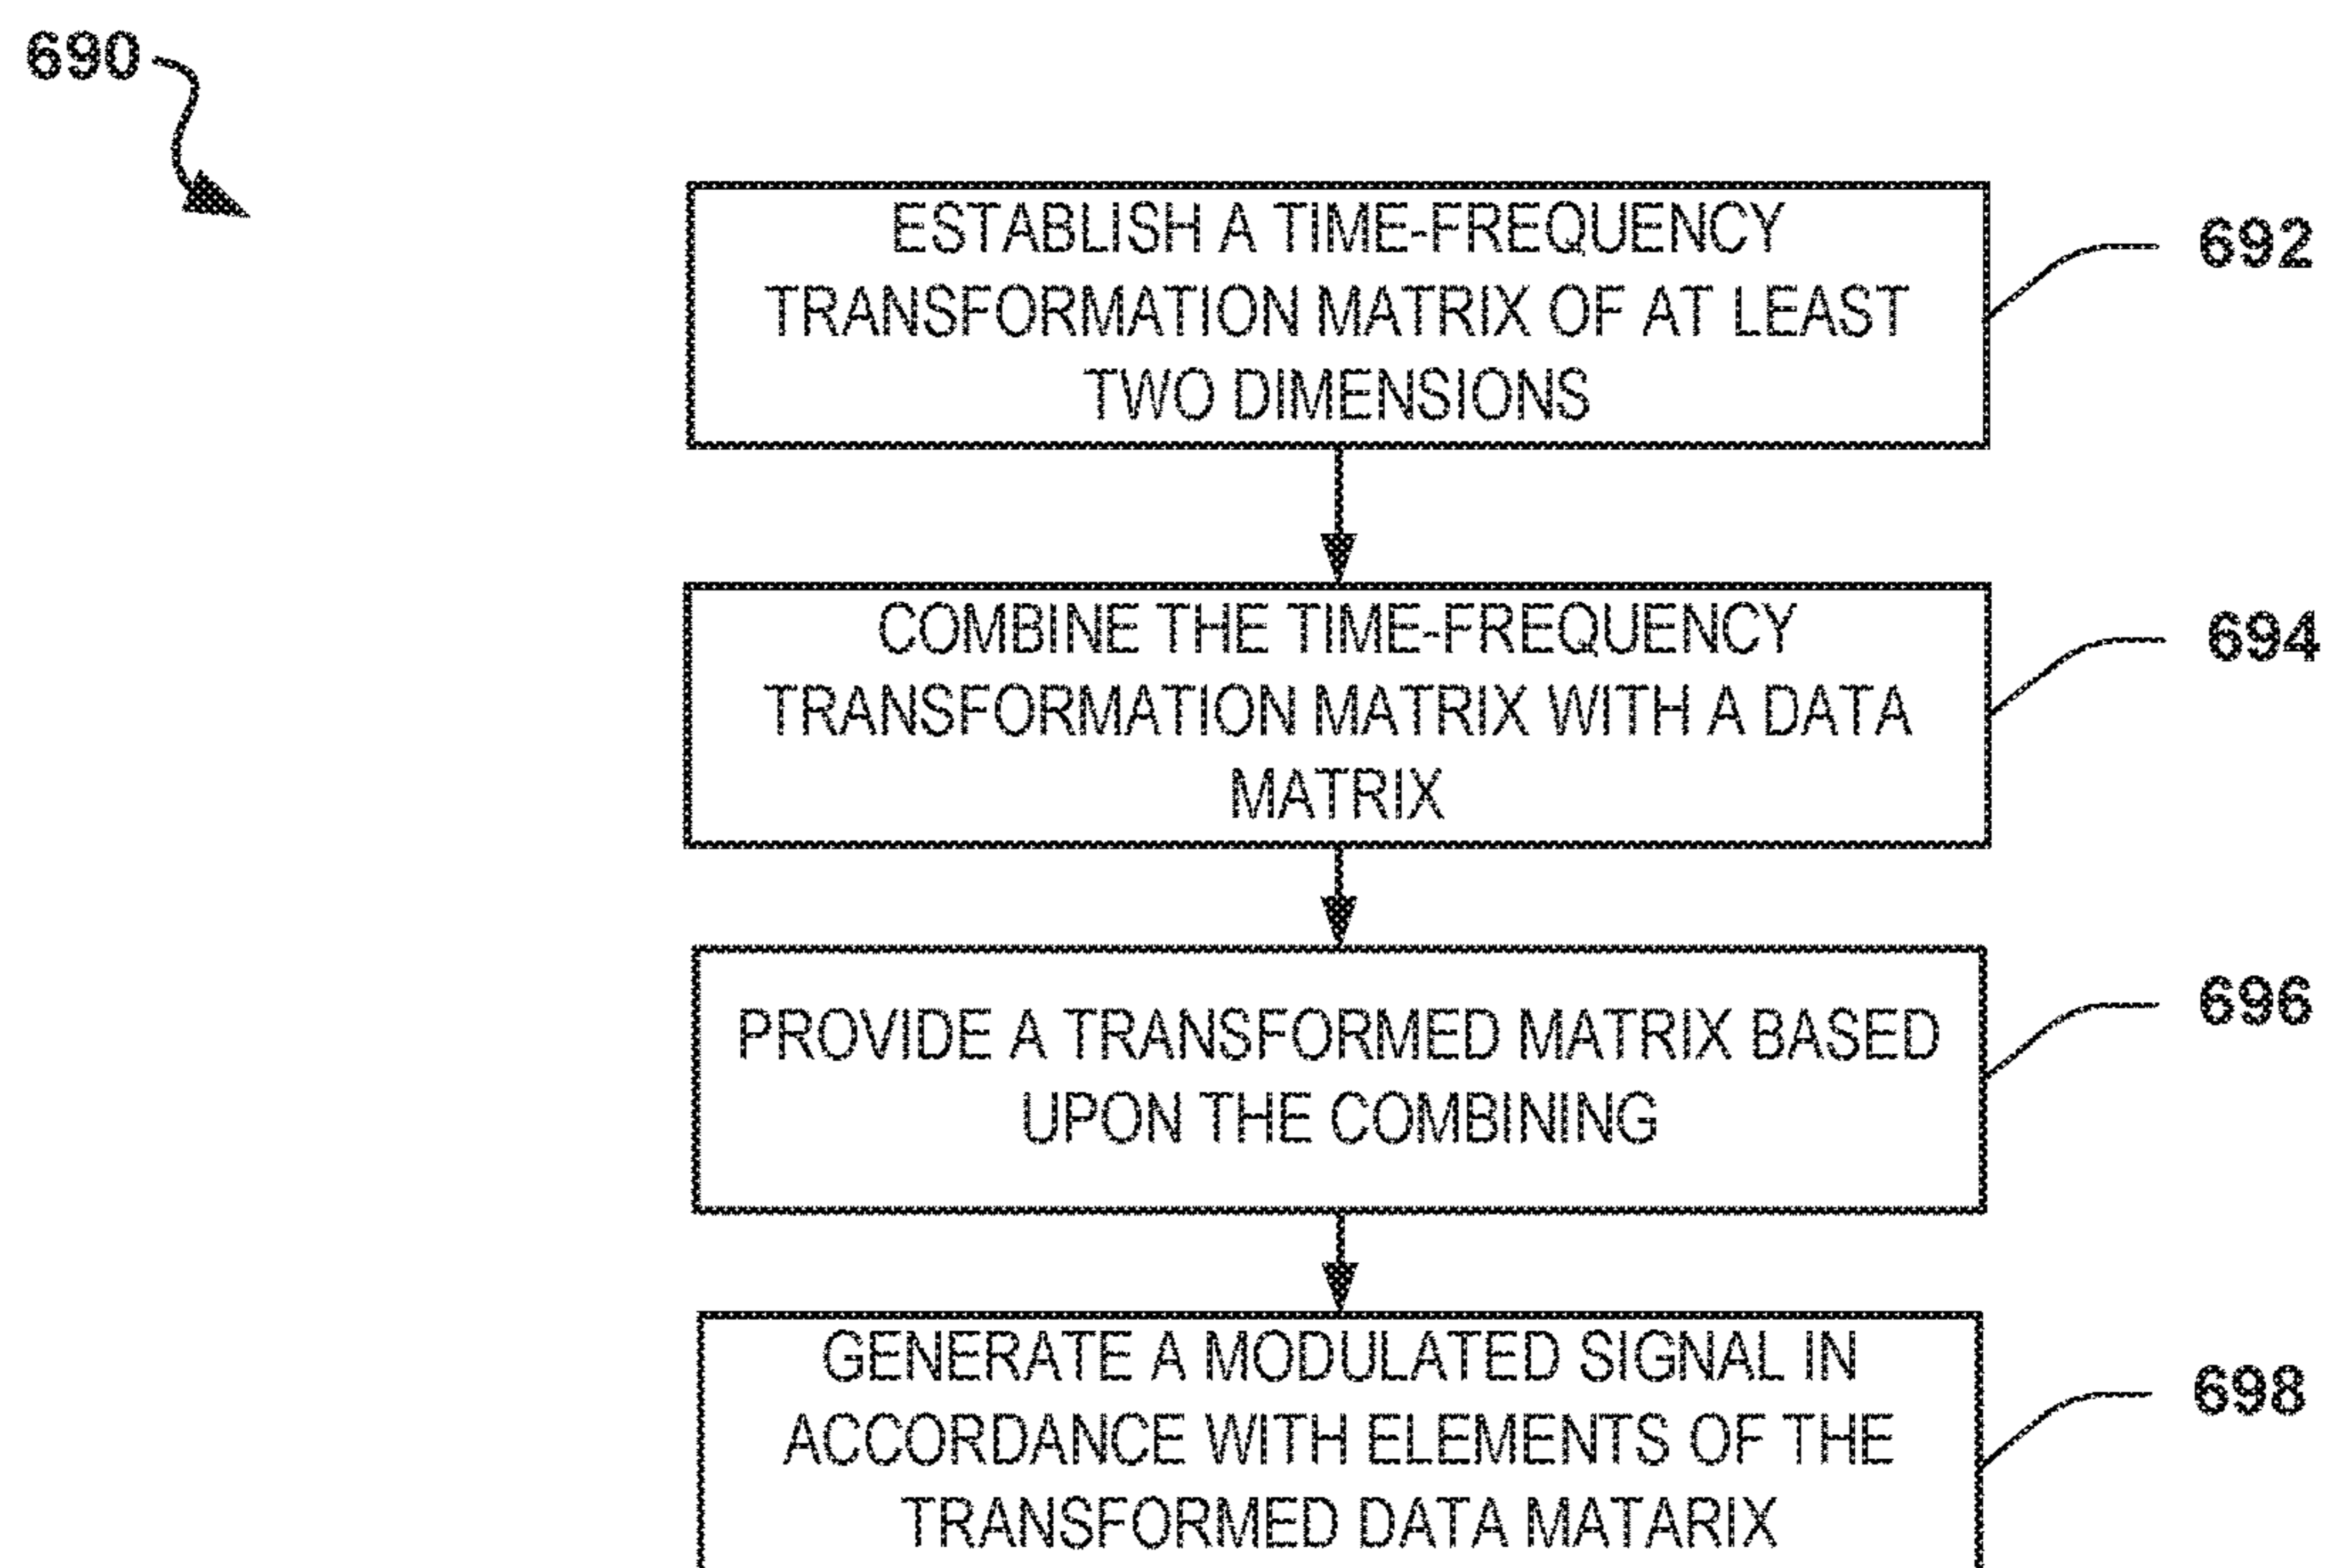 690
ESTABLISH A TIME-FREQUENCY
TRANSFORMATION MATRIX OF AT LEAST
TWO DIMENSIONS
692
COMBINE THE TIME-FREQUENCY
TRANSFORMATION MATRIX WITH A DATA
MATRIX
694
PROVIDE A TRANSFORMED MATRIX BASED
UPON THE COMBINING
696
GENERATE A MODULATED SIGNAL IN
ACCORDANCE WITH ELEMENTS OF THE
TRANSFORMED DATA MATARIX
698